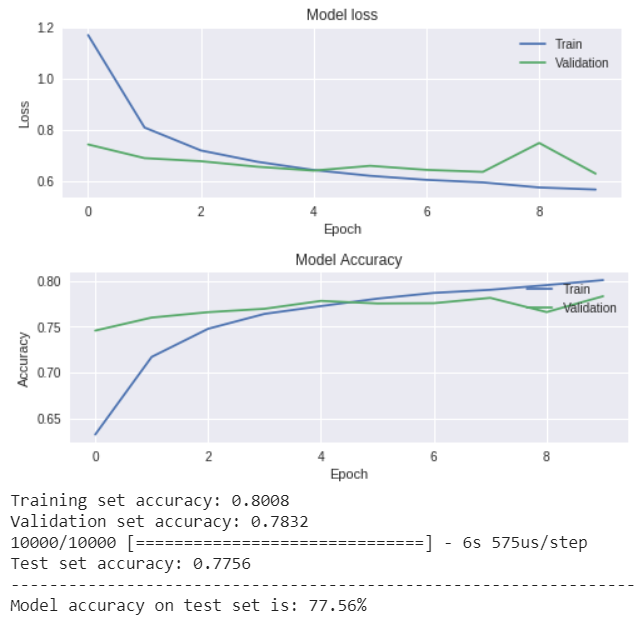 Model loss
1.2
1.0
0.8
0.6
Loss
Train
Validation
0 2 4 6 8
Epoch
Model Accuracy
0.80
0.75
0.70
0.65
Accuracy
Train
Validation
0 2 4 6 8
Epoch
Training set accuracy: 0.8008
Validation set accuracy: 0.7832
10000/10000 [==============================] - 6s 575us/step
Test set accuracy: 0.7756
----------------------------------------------------------------
Model accuracy on test set is: 77.56%